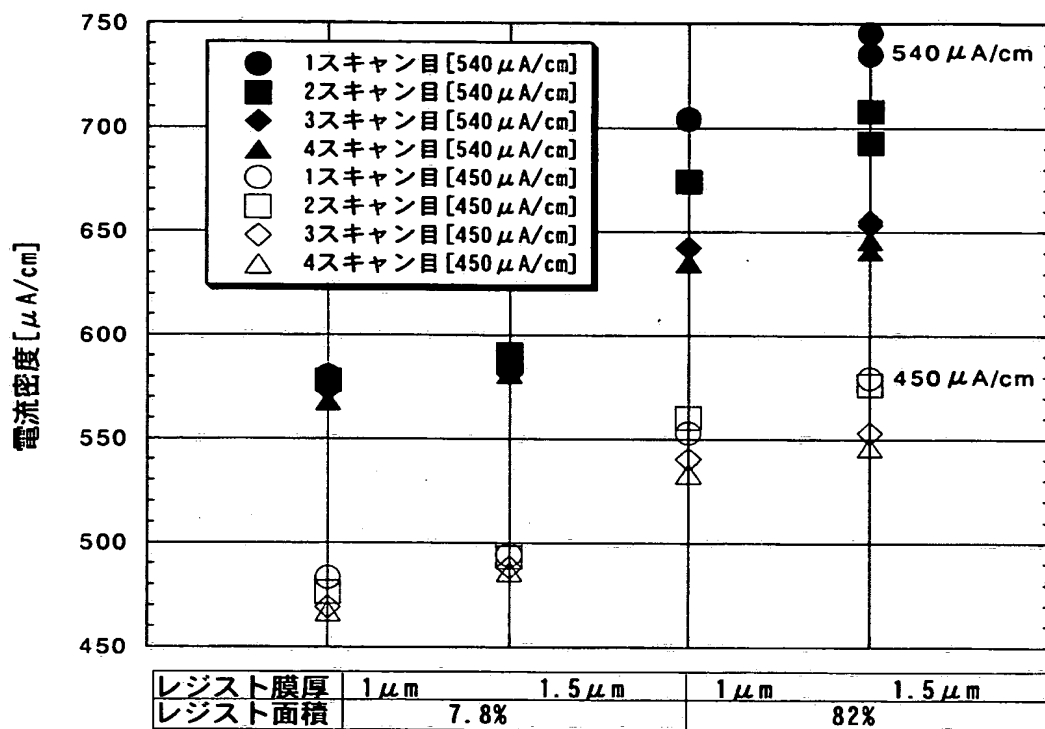 750
700
650
600
550
500
450
電流密度[μA/cm]
1スキャン目[540μA/cm]
2スキャン目[540μA/cm]
3スキャン目[540μA/cm]
4スキャン目[540μA/cm]
1スキャン目[450μA/cm]
2スキャン目[450μA/cm]
3スキャン目[450μA/cm]
4スキャン目[450μA/cm]
540μA/cm
450μA/cm
レジスト膜厚 1μm 1.5μm 1μm 1.5μm
レジスト面積 7.8% 82%